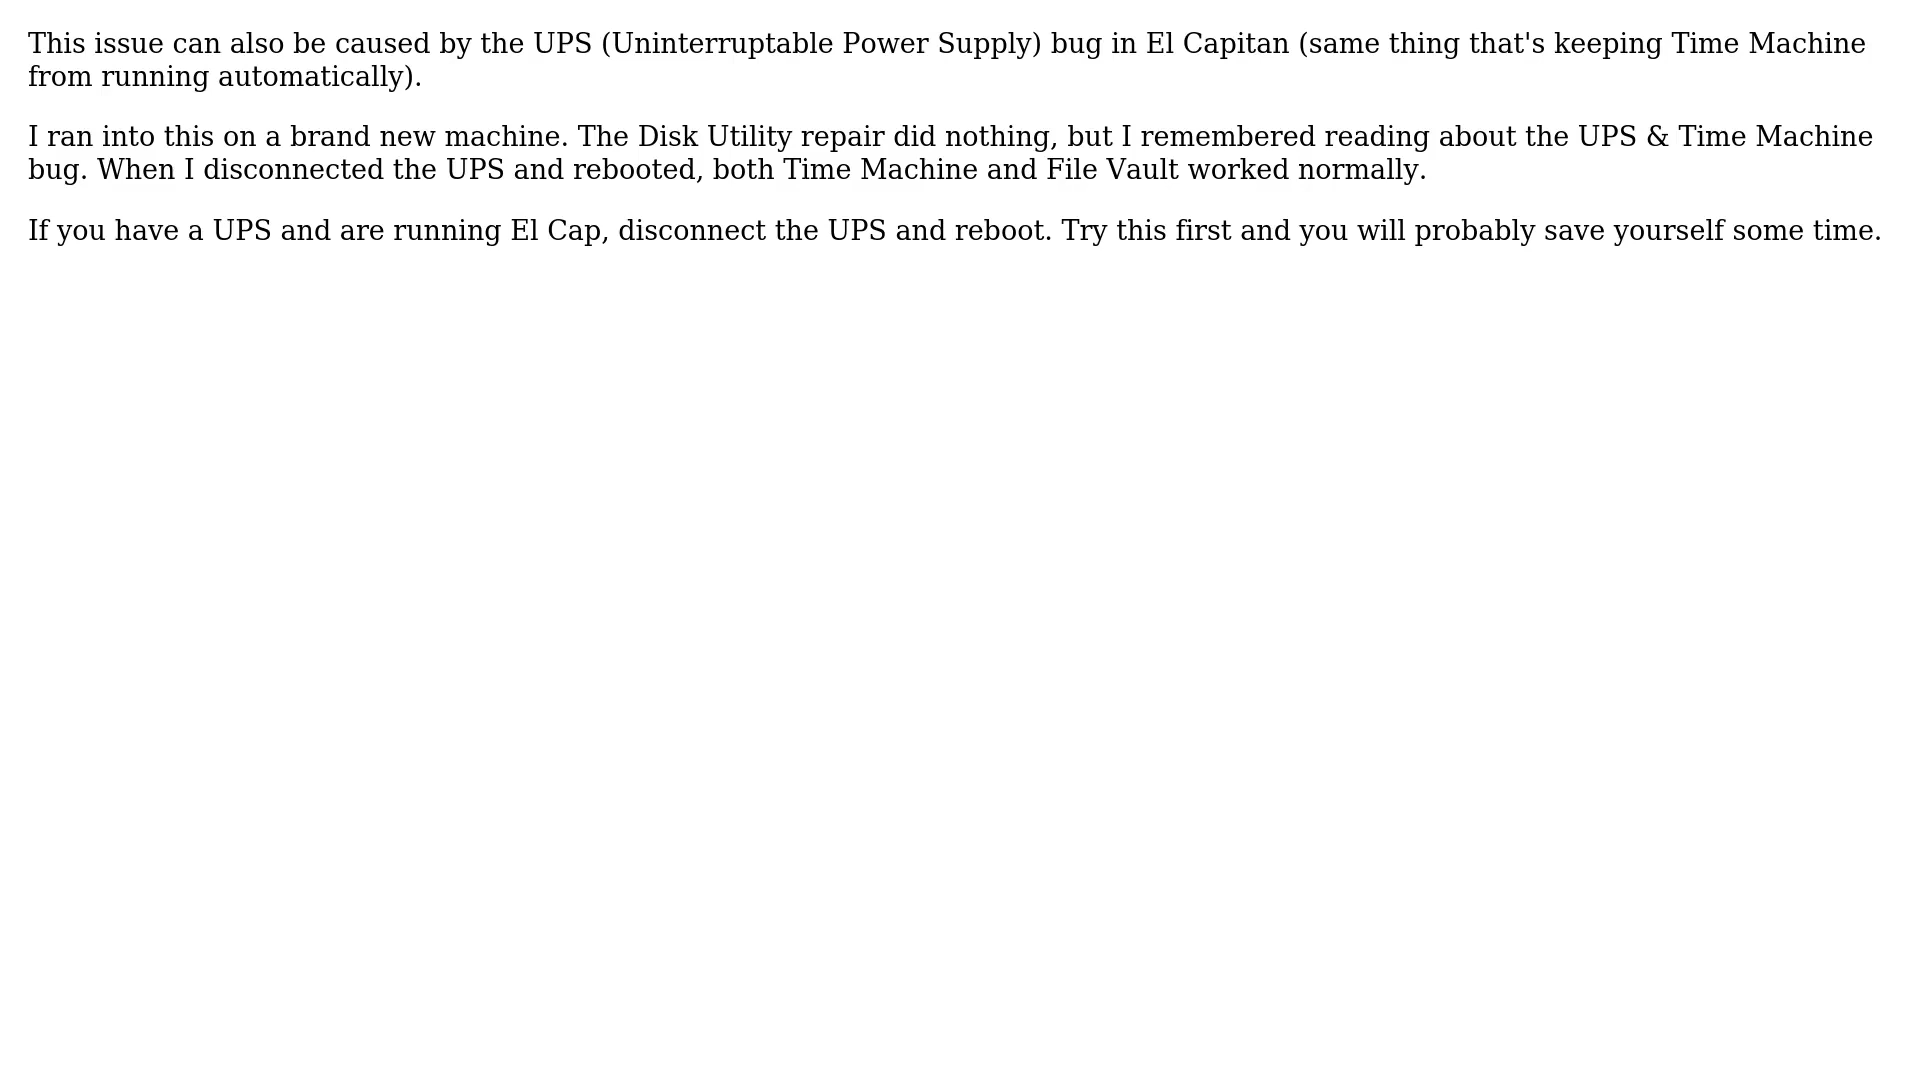 This issue can also be caused by the UPS (Uninterruptable Power Supply) bug in El Capitan (same thing that's keeping Time Machine
from running automatically).
I ran into this on a brand new machine. The Disk Utility repair did nothing, but I remembered reading about the UPS & Time Machine
bug. When I disconnected the UPS and rebooted, both Time Machine and File Vault worked normally.
If you have a UPS and are running El Cap, disconnect the UPS and reboot. Try this first and you will probably save yourself some time.